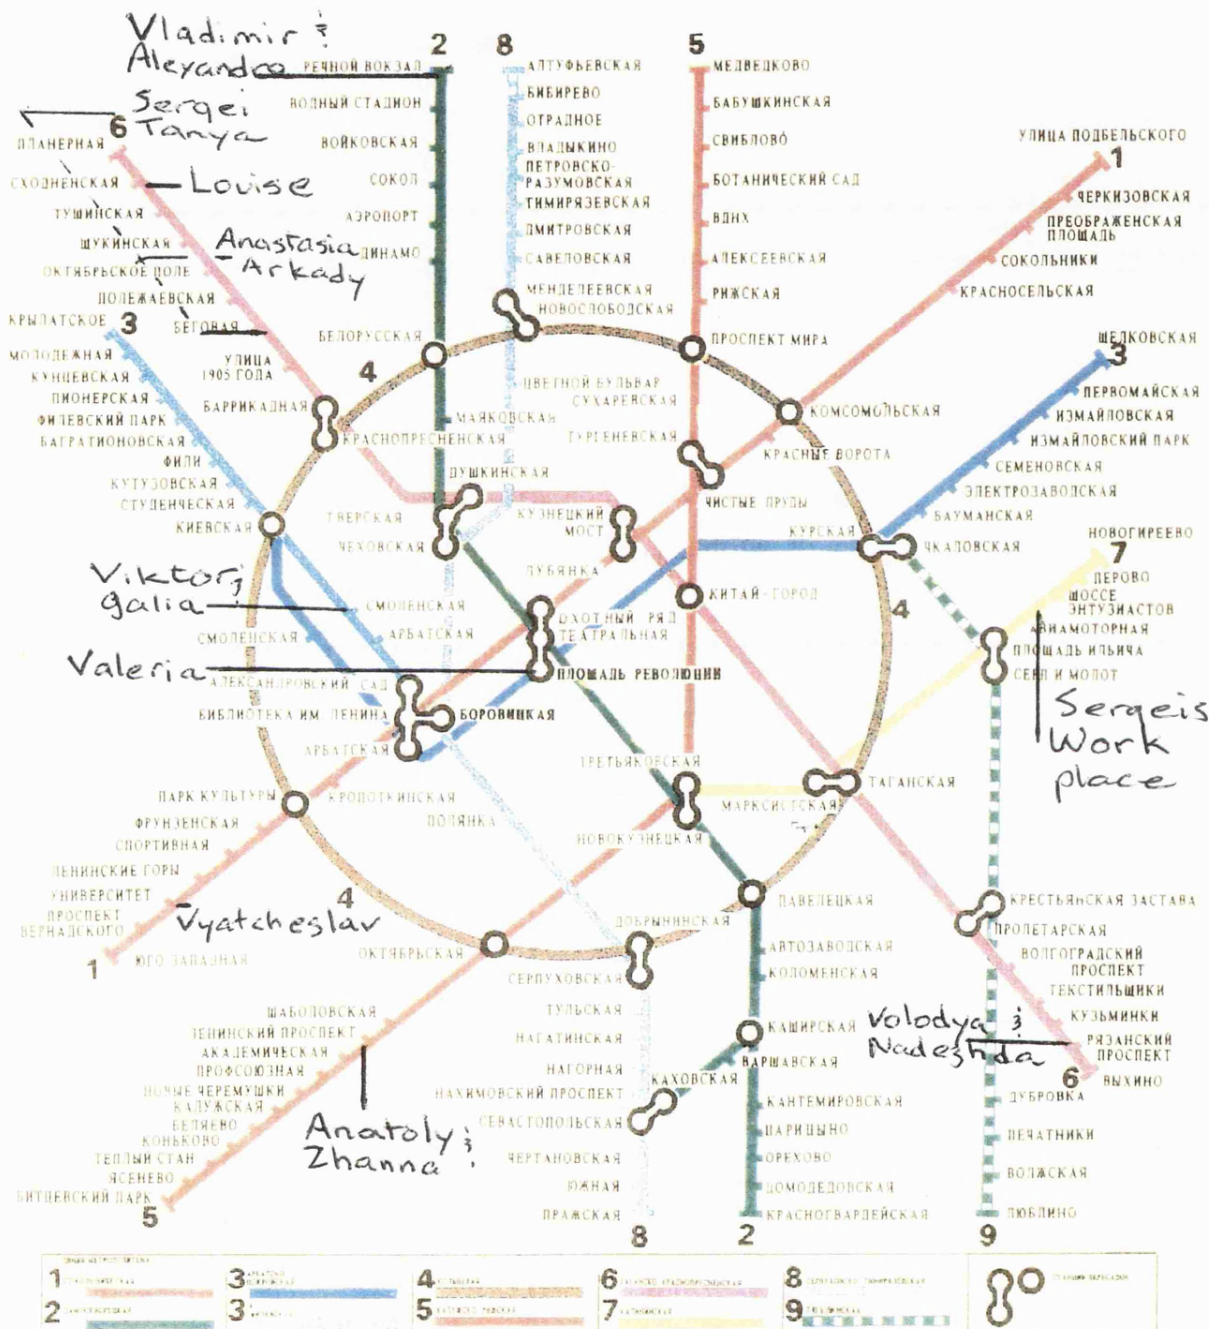 Vladimir &
Alexandra
2
8
5
РЕЧНОЙ ВОКЗАЛ
АЛТУФЬЕВСКАЯ
МЕДВЕДКОВО
БИБИРЕВО
Sergei
Tanya
ВОДНЫЙ СТАДИОН
БАБУШКИНСКАЯ
ОТРАДНОЕ
6
ПЛАНЕРНАЯ
ВОЙКОВСКАЯ
ВЛАДЫКИНО
СВИБЛОВО
УЛИЦА ПОДБЕЛЬСКОГО
1
ПЕТРОВСКО-
РАЗУМОВСКАЯ
СХОДНЕНСКАЯ
Louise
СОКОЛ
БОТАНИЧЕСКИЙ САД
ЧЕРКИЗОВСКАЯ
ТИМИРЯЗЕВСКАЯ
ТУШИНСКАЯ
АЭРОПОРТ
ВДНХ
ПРЕОБРАЖЕНСКАЯ
ПЛОЩАДЬ
ДМИТРОВСКАЯ
ЩУКИНСКАЯ
Anastasia
Arkady
ДИНАМО
САВЕЛОВСКАЯ
АЛЕКСЕЕВСКАЯ
СОКОЛЬНИКИ
ОКТЯБРЬСКОЕ ПОЛЕ
МЕНДЕЛЕЕВСКАЯ
РИЖСКАЯ
КРАСНОСЕЛЬСКАЯ
ПОЛЕЖАЕВСКАЯ
НОВОСЛОБОДСКАЯ
КРЫЛАТСКОЕ
3
БЕГОВАЯ
БЕЛОРУССКАЯ
ПРОСПЕКТ МИРА
ЩЕЛКОВСКАЯ
3
МОЛОДЕЖНАЯ
УЛИЦА
1905 ГОДА
4
КУНЦЕВСКАЯ
ЦВЕТНОЙ БУЛЬВАР
СУХАРЕВСКАЯ
ПЕРВОМАЙСКАЯ
ПИОНЕРСКАЯ
БАРРИКАДНАЯ
КОМСОМОЛЬСКАЯ
ИЗМАЙЛОВСКАЯ
ФИЛЕВСКИЙ ПАРК
МАЯКОВСКАЯ
БАГРАТИОНОВСКАЯ
КРАСНОПРЕСНЕНСКАЯ
ТУРГЕНЕВСКАЯ
ИЗМАЙЛОВСКИЙ ПАРК
ФИЛИ
КРАСНЫЕ ВОРОТА
СЕМЕНОВСКАЯ
КУТУЗОВСКАЯ
ПУШКИНСКАЯ
ЭЛЕКТРОЗАВОДСКАЯ
СТУДЕНЧЕСКАЯ
ТВЕРСКАЯ
КУЗНЕЦКИЙ
МОСТ
ЧИСТЫЕ ПРУДЫ
БАУМАНСКАЯ
КИЕВСКАЯ
КУРСКАЯ
НОВОГИРЕЕВО
ЧЕХОВСКАЯ
ЧКАЛОВСКАЯ
7
ЛУБЯНКА
ПЕРОВО
Viktor &
Galia
КИТАЙ-ГОРОД
ШОССЕ
ЭНТУЗИАСТОВ
СМОЛЕНСКАЯ
4
ОХОТНЫЙ РЯД
СМОЛЕНСКАЯ
АРБАТСКАЯ
ТЕАТРАЛЬНАЯ
АВИАМОТОРНАЯ
ПЛОЩАДЬ ИЛЬИЧА
Valeria
ПЛОЩАДЬ РЕВОЛЮЦИИ
СЕРП И МОЛОТ
АЛЕКСАНДРОВСКИЙ САД
Sergeis
Work
place
БИБЛИОТЕКА ИМ. ЛЕНИНА
БОРОВИЦКАЯ
АРБАТСКАЯ
ТРЕТЬЯКОВСКАЯ
ТАГАНСКАЯ
ПАРК КУЛЬТУРЫ
КРОПОТКИНСКАЯ
МАРКСИСТСКАЯ
ФРУНЗЕНСКАЯ
ПОЛЯНКА
СПОРТИВНАЯ
НОВОКУЗНЕЦКАЯ
ЛЕНИНСКИЕ ГОРЫ
УНИВЕРСИТЕТ
4
ПАВЕЛЕЦКАЯ
КРЕСТЬЯНСКАЯ ЗАСТАВА
ПРОСПЕКТ
ВЕРНАДСКОГО
Vyatcheslav
ДОБРЫНИНСКАЯ
ПРОЛЕТАРСКАЯ
1
ЮГО ЗАПАДНАЯ
ОКТЯБРЬСКАЯ
АВТОЗАВОДСКАЯ
ВОЛГОГРАДСКИЙ
ПРОСПЕКТ
СЕРПУХОВСКАЯ
КОЛОМЕНСКАЯ
ТЕКСТИЛЬЩИКИ
ШАБОЛОВСКАЯ
ТУЛЬСКАЯ
КУЗЬМИНКИ
ЛЕНИНСКИЙ ПРОСПЕКТ
НАГАТИНСКАЯ
КАШИРСКАЯ
Volodya &
Nadezhda
РЯЗАНСКИЙ
ПРОСПЕКТ
АКАДЕМИЧЕСКАЯ
ВАРШАВСКАЯ
ПРОФСОЮЗНАЯ
НАГОРНАЯ
КАХОВСКАЯ
6
ВЫХИНО
НОВЫЕ ЧЕРЕМУШКИ
НАХИМОВСКИЙ ПРОСПЕКТ
КАНТЕМИРОВСКАЯ
ДУБРОВКА
КАЛУЖСКАЯ
СЕВАСТОПОЛЬСКАЯ
БЕЛЯЕВО
Anatoly &
Zhanna
ЦАРИЦЫНО
ПЕЧАТНИКИ
КОНЬКОВО
ЧЕРТАНОВСКАЯ
ОРЕХОВО
ТЕПЛЫЙ СТАН
ВОЛЖСКАЯ
ЯСЕНЕВО
ЮЖНАЯ
ДОМОДЕДОВСКАЯ
БИТЦЕВСКИЙ ПАРК
5
ПРАЖСКАЯ
КРАСНОГВАРДЕЙСКАЯ
ЛЮБЛИНО
8
2
9
1
3
4
6
8
2
3
5
7
9